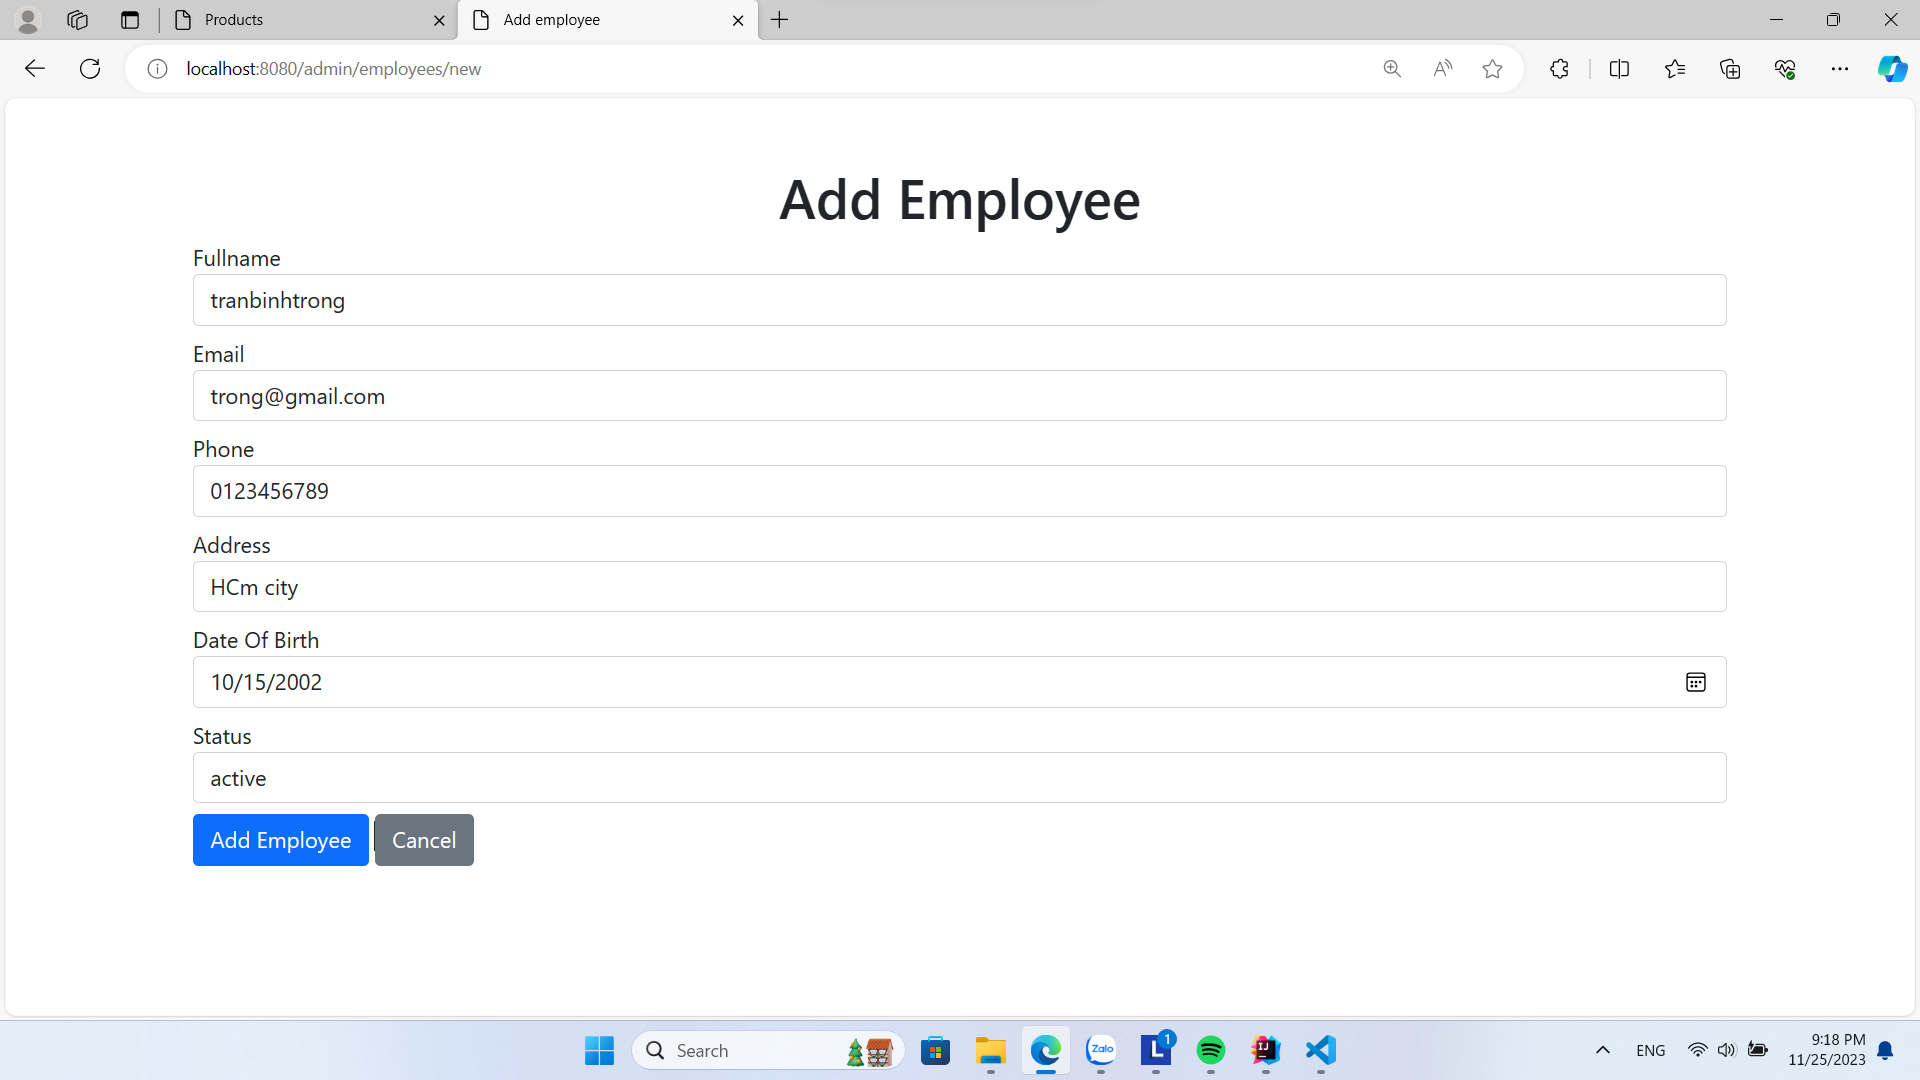 Products
Add employee
localhost:8080/admin/employees/new
Add Employee
Fullname
tranbinhtrong
Email
trong@gmail.com
Phone
0123456789
Address
HCm city
Date Of Birth
10/15/2002
Status
active
Add Employee
Cancel
Search
Zalo
L
1
IJ
ENG
9:18 PM
11/25/2023